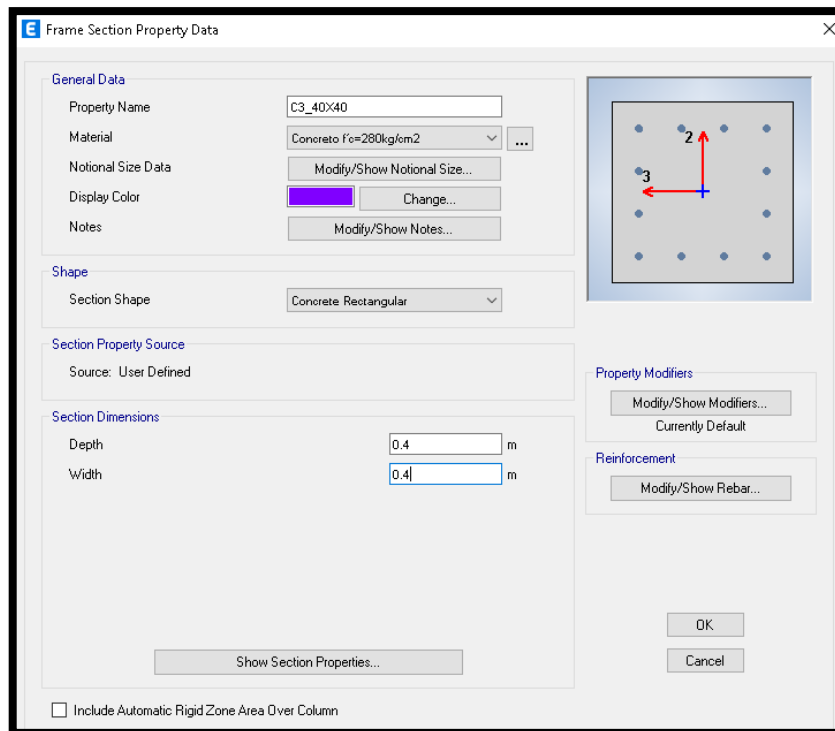 E Frame Section Property Data
General Data
Property Name C3_40X40
Material Concreto f'c=280kg/cm2 ...
Notional Size Data Modify/Show Notional Size...
Display Color Change...
Notes Modify/Show Notes...
2
3
Shape
Section Shape Concrete Rectangular
Section Property Source
Source: User Defined
Property Modifiers
Modify/Show Modifiers...
Currently Default
Section Dimensions
Depth 0.4 m
Width 0.4 m
Reinforcement
Modify/Show Rebar...
OK
Show Section Properties...
Cancel
Include Automatic Rigid Zone Area Over Column